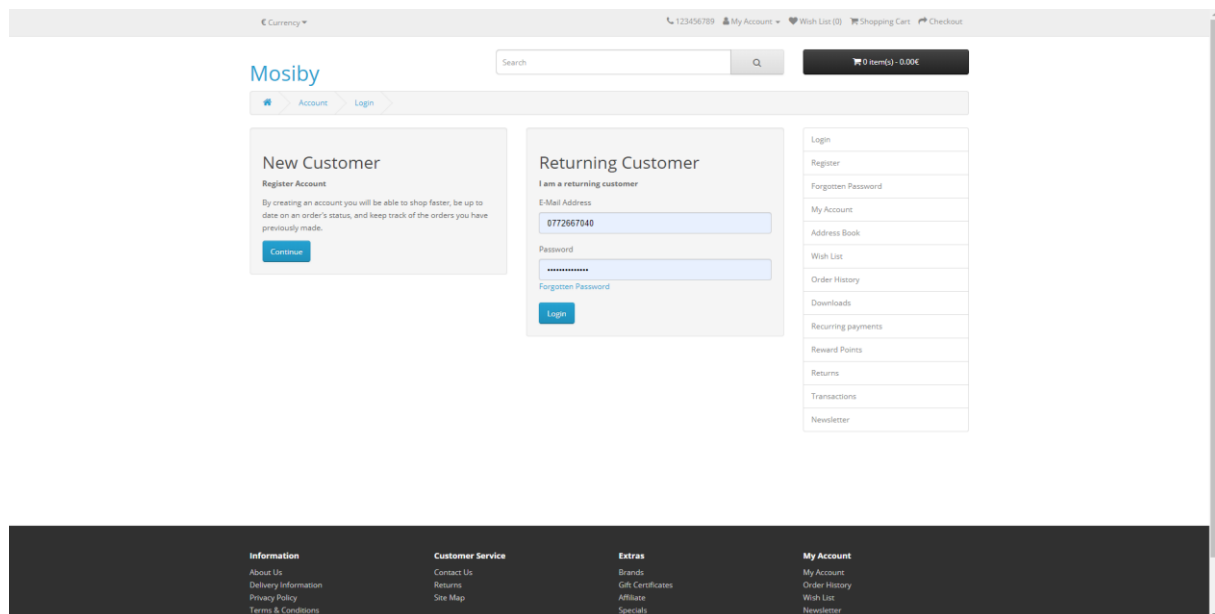 € Currency
123456789 My Account Wish List (0) Shopping Cart Checkout
Mosiby
Search
0 item(s) - 0.00€
Account
Login
New Customer
Register Account
By creating an account you will be able to shop faster, be up to
date on an order's status, and keep track of the orders you have
previously made.
Continue
Returning Customer
I am a returning customer
E-Mail Address
0772667040
Password
••••••••••••••
Forgotten Password
Login
Login
Register
Forgotten Password
My Account
Address Book
Wish List
Order History
Downloads
Recurring payments
Reward Points
Returns
Transactions
Newsletter
Information
About Us
Delivery Information
Privacy Policy
Terms & Conditions
Customer Service
Contact Us
Returns
Site Map
Extras
Brands
Gift Certificates
Affiliate
Specials
My Account
My Account
Order History
Wish List
Newsletter